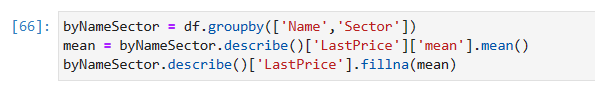 [66]: byNameSector = df.groupby(['Name','Sector'])
mean = byNameSector.describe()['LastPrice']['mean'].mean()
byNameSector.describe()['LastPrice'].fillna(mean)